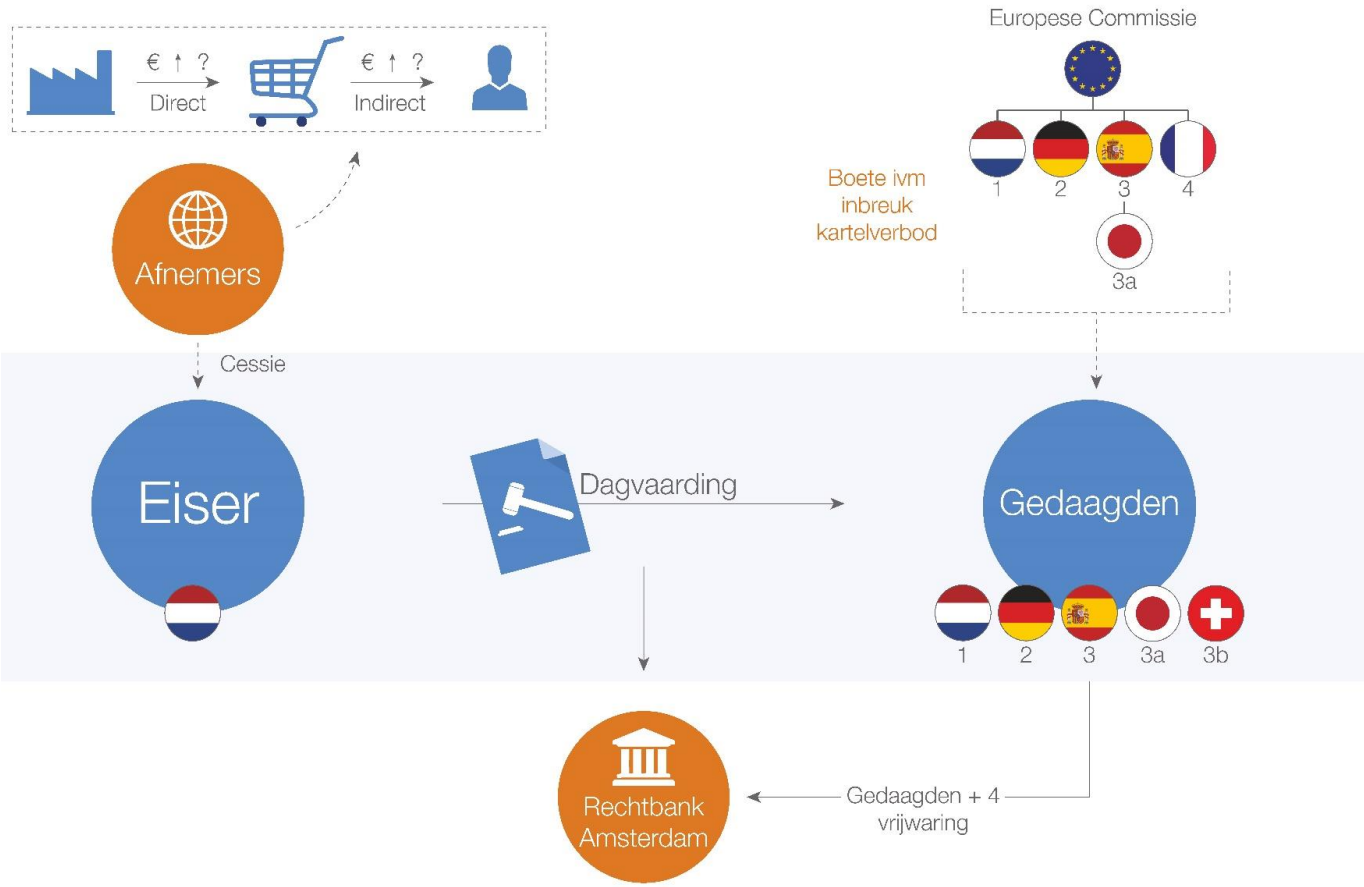 Europese Commissie
€ ↑ ?
€ ↑ ?
Direct
Indirect
1
2
3
4
Boete ivm
inbreuk
kartelverbod
3a
Afnemers
Cessie
Eiser
Dagvaarding
Gedaagden
1
2
3
3a
3b
Rechtbank
Amsterdam
Gedaagden + 4
vrijwaring